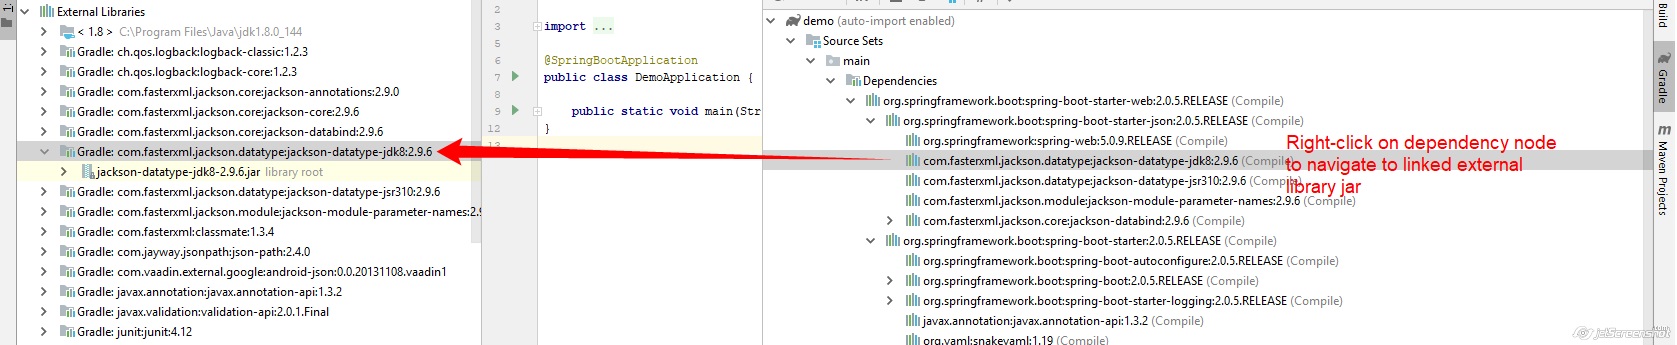 External Libraries
< 1.8 > C:\Program Files\Java\jdk1.8.0_144
Gradle: ch.qos.logback:logback-classic:1.2.3
Gradle: ch.qos.logback:logback-core:1.2.3
Gradle: com.fasterxml.jackson.core:jackson-annotations:2.9.0
Gradle: com.fasterxml.jackson.core:jackson-core:2.9.6
Gradle: com.fasterxml.jackson.core:jackson-databind:2.9.6
Gradle: com.fasterxml.jackson.datatype:jackson-datatype-jdk8:2.9.6
jackson-datatype-jdk8-2.9.6.jar library root
Gradle: com.fasterxml.jackson.datatype:jackson-datatype-jsr310:2.9.6
Gradle: com.fasterxml.jackson.module:jackson-module-parameter-names:2.9
Gradle: com.fasterxml:classmate:1.3.4
Gradle: com.jayway.jsonpath:json-path:2.4.0
Gradle: com.vaadin.external.google:android-json:0.0.20131108.vaadin1
Gradle: javax.annotation:javax.annotation-api:1.3.2
Gradle: javax.validation:validation-api:2.0.1.Final
Gradle: junit:junit:4.12
2
3 import ...
5
6 @SpringBootApplication
7 public class DemoApplication {
8
9 public static void main(Str
12 }
13
demo (auto-import enabled)
Source Sets
main
Dependencies
org.springframework.boot:spring-boot-starter-web:2.0.5.RELEASE (Compile)
org.springframework.boot:spring-boot-starter-json:2.0.5.RELEASE (Compile)
org.springframework:spring-web:5.0.9.RELEASE (Compile)
com.fasterxml.jackson.datatype:jackson-datatype-jdk8:2.9.6 (Compile)
com.fasterxml.jackson.datatype:jackson-datatype-jsr310:2.9.6 (Compile)
com.fasterxml.jackson.module:jackson-module-parameter-names:2.9.6 (Compile)
com.fasterxml.jackson.core:jackson-databind:2.9.6 (Compile)
org.springframework.boot:spring-boot-starter:2.0.5.RELEASE (Compile)
org.springframework.boot:spring-boot-autoconfigure:2.0.5.RELEASE (Compile)
org.springframework.boot:spring-boot:2.0.5.RELEASE (Compile)
org.springframework.boot:spring-boot-starter-logging:2.0.5.RELEASE (Compile)
javax.annotation:javax.annotation-api:1.3.2 (Compile)
org.yaml:snakeyaml:1.19 (Compile)
Right-click on dependency node
to navigate to linked external
library jar
Build
Gradle
Maven Projects
jetScreenshot